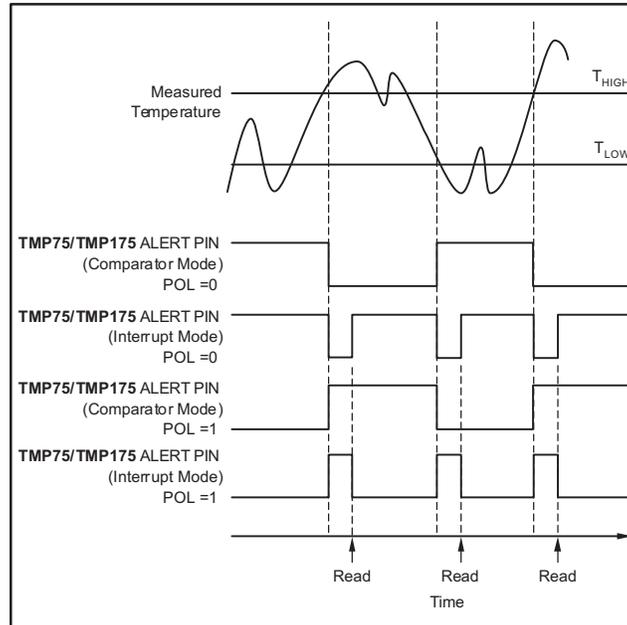 Measured
Temperature
THIGH
TLOW
TMP75/TMP175 ALERT PIN
(Comparator Mode)
POL =0
TMP75/TMP175 ALERT PIN
(Interrupt Mode)
POL =0
TMP75/TMP175 ALERT PIN
(Comparator Mode)
POL =1
TMP75/TMP175 ALERT PIN
(Interrupt Mode)
POL =1
Read
Read
Read
Time